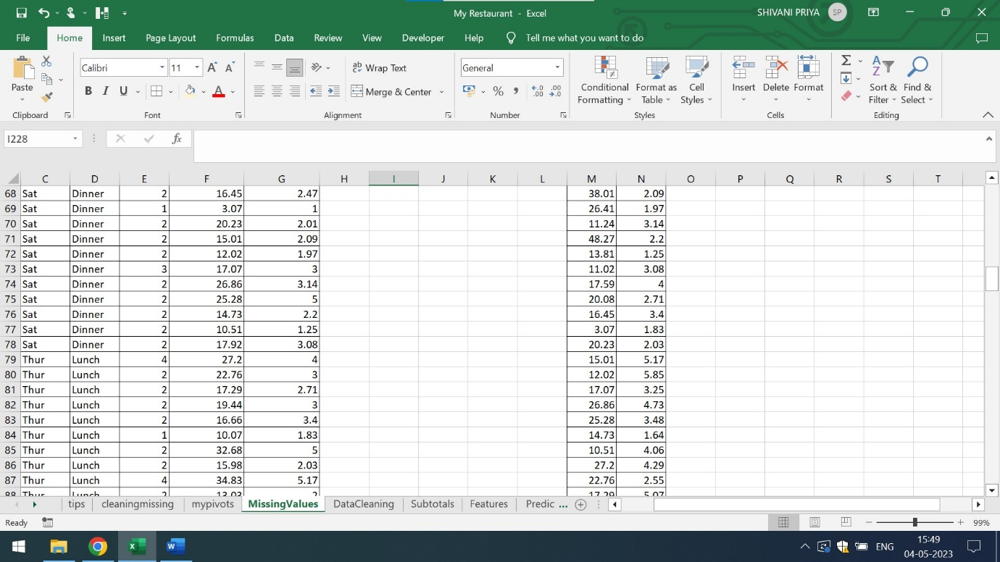 My Restaurant - Excel
SHIVANI PRIYA SP
File Home Insert Page Layout Formulas Data Review View Developer Help Tell me what you want to do
Calibri 11 ab Wrap Text General
Paste Conditional Format as Cell Insert Delete Format Sort & Find &
B I U A Merge & Center % Formatting Table Styles Filter Select
Clipboard Font Alignment Number Styles Cells Editing
I228 fx
C D E F G H I J K L M N O P Q R S T
68 Sat Dinner 2 16.45 2.47 38.01 2.09
69 Sat Dinner 1 3.07 1 26.41 1.97
70 Sat Dinner 2 20.23 2.01 11.24 3.14
71 Sat Dinner 2 15.01 2.09 48.27 2.2
72 Sat Dinner 2 12.02 1.97 13.81 1.25
73 Sat Dinner 3 17.07 3 11.02 3.08
74 Sat Dinner 2 26.86 3.14 17.59 4
75 Sat Dinner 2 25.28 5 20.08 2.71
76 Sat Dinner 2 14.73 2.2 16.45 3.4
77 Sat Dinner 2 10.51 1.25 3.07 1.83
78 Sat Dinner 2 17.92 3.08 20.23 2.03
79 Thur Lunch 4 27.2 4 15.01 5.17
80 Thur Lunch 2 22.76 3 12.02 5.85
81 Thur Lunch 2 17.29 2.71 17.07 3.25
82 Thur Lunch 2 19.44 3 26.86 4.73
83 Thur Lunch 2 16.66 3.4 25.28 3.48
84 Thur Lunch 1 10.07 1.83 14.73 1.64
85 Thur Lunch 2 32.68 5 10.51 4.06
86 Thur Lunch 2 15.98 2.03 27.2 4.29
87 Thur Lunch 4 34.83 5.17 22.76 2.55
88 Thur Lunch 2 13.03 2 17.29 5.07
tips cleaningmissing mypivots MissingValues DataCleaning Subtotals Features Predic ...
Ready 99%
ENG 15:49
04-05-2023